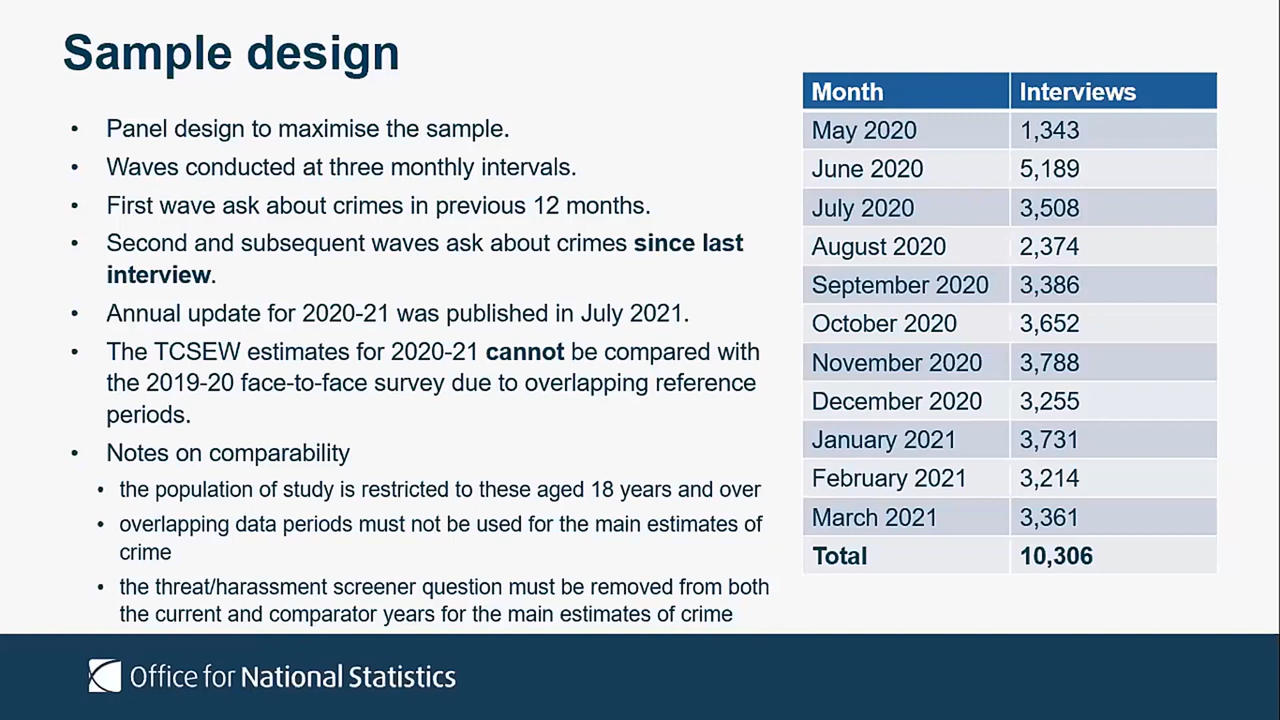 Sample design
• Panel design to maximise the sample.
• Waves conducted at three monthly intervals.
• First wave ask about crimes in previous 12 months.
• Second and subsequent waves ask about crimes since last
interview.
• Annual update for 2020-21 was published in July 2021.
• The TCSEW estimates for 2020-21 cannot be compared with
the 2019-20 face-to-face survey due to overlapping reference
periods.
• Notes on comparability
• the population of study is restricted to these aged 18 years and over
• overlapping data periods must not be used for the main estimates of
crime
• the threat/harassment screener question must be removed from both
the current and comparator years for the main estimates of crime
Month Interviews
May 2020 1,343
June 2020 5,189
July 2020 3,508
August 2020 2,374
September 2020 3,386
October 2020 3,652
November 2020 3,788
December 2020 3,255
January 2021 3,731
February 2021 3,214
March 2021 3,361
Total 10,306
Office for National Statistics